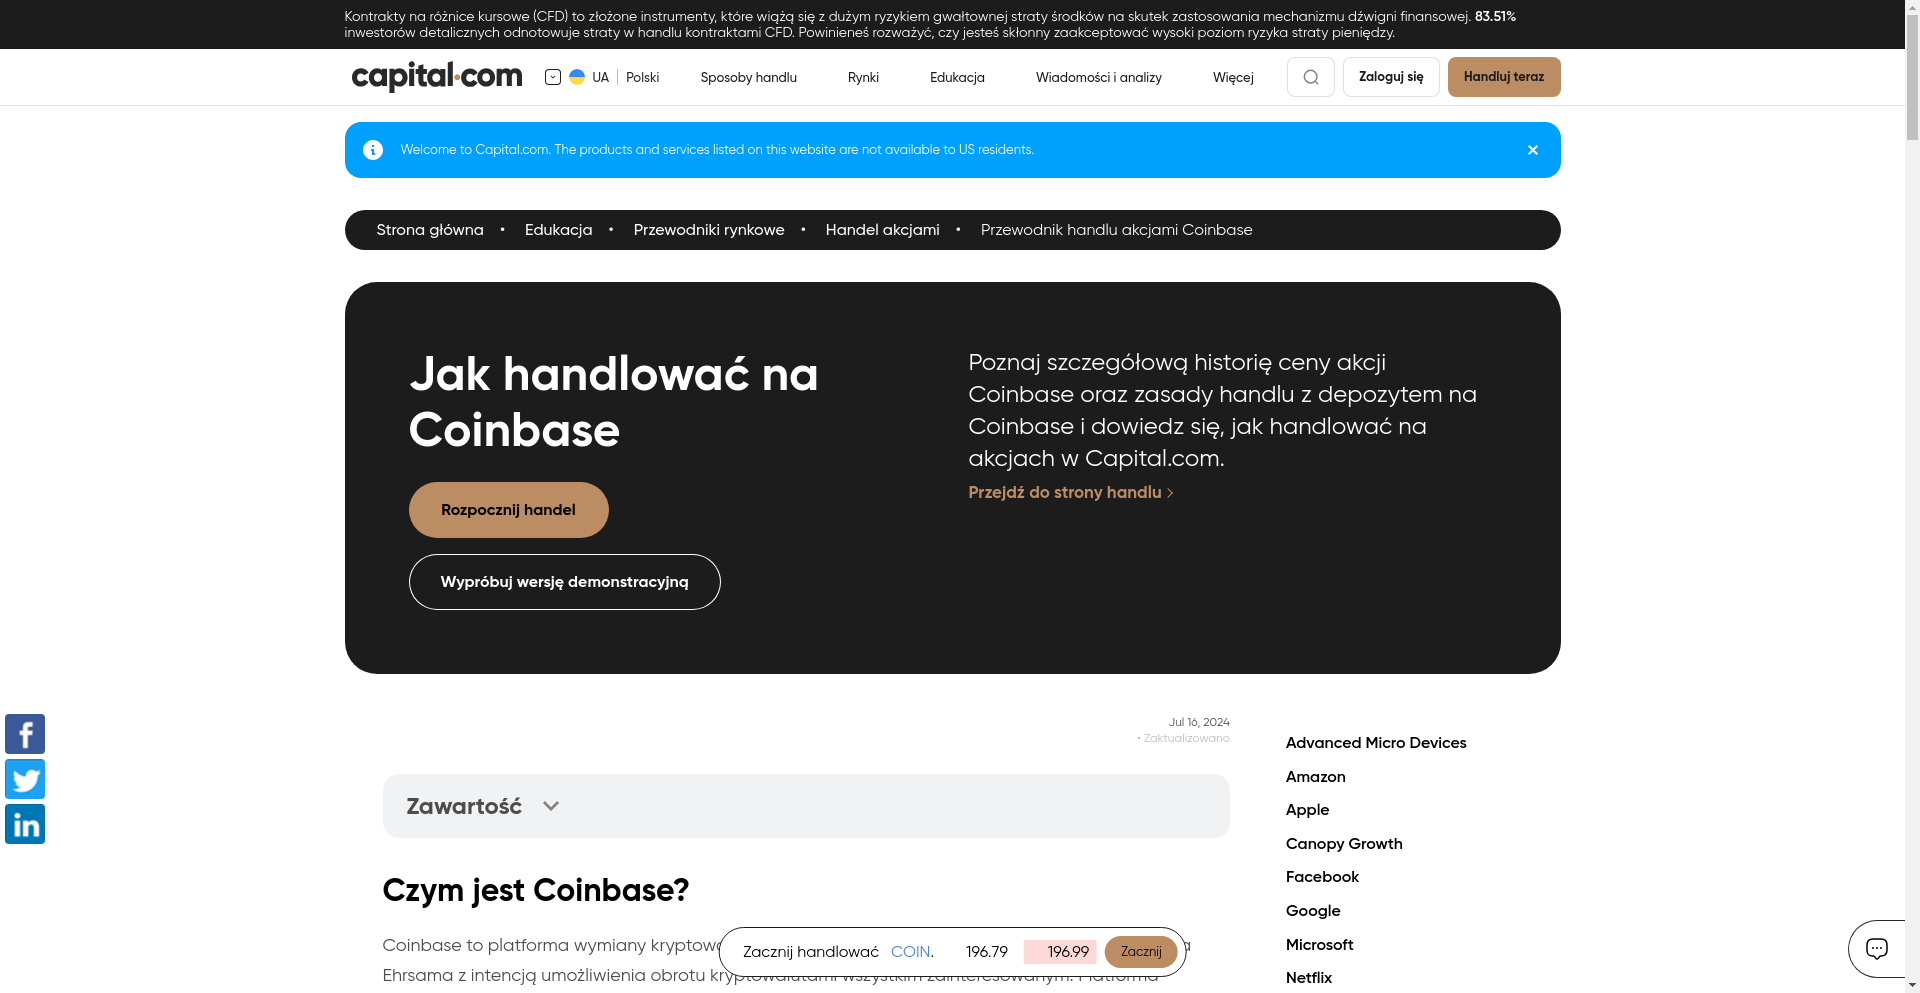 Kontrakty na różnice kursowe (CFD) to złożone instrumenty, które wiążą się z dużym ryzykiem gwałtownej straty środków na skutek zastosowania mechanizmu dźwigni finansowej. 83.51%
inwestorów detalicznych odnotowuje straty w handlu kontraktami CFD. Powinieneś rozważyć, czy jesteś skłonny zaakceptować wysoki poziom ryzyka straty pieniędzy.
capital.com UA Polski Sposoby handlu Rynki Edukacja Wiadomości i analizy Więcej Zaloguj się Handluj teraz
Welcome to Capital.com. The products and services listed on this website are not available to US residents.
Strona główna • Edukacja • Przewodniki rynkowe • Handel akcjami • Przewodnik handlu akcjami Coinbase
Jak handlować na
Coinbase
Rozpocznij handel
Wypróbuj wersję demonstracyjną
Poznaj szczegółową historię ceny akcji
Coinbase oraz zasady handlu z depozytem na
Coinbase i dowiedz się, jak handlować na
akcjach w Capital.com.
Przejdź do strony handlu
Jul 16, 2024
• Zaktualizowano
Zawartość
Czym jest Coinbase?
Coinbase to platforma wymiany
Ehrsama z intencją umożliwienia obrotu kryptowalutami wszystkim zainteresowanym. Platforma
Zacznij handlować COIN. 196.79 196.99 Zacznij
Advanced Micro Devices
Amazon
Apple
Canopy Growth
Facebook
Google
Microsoft
Netflix